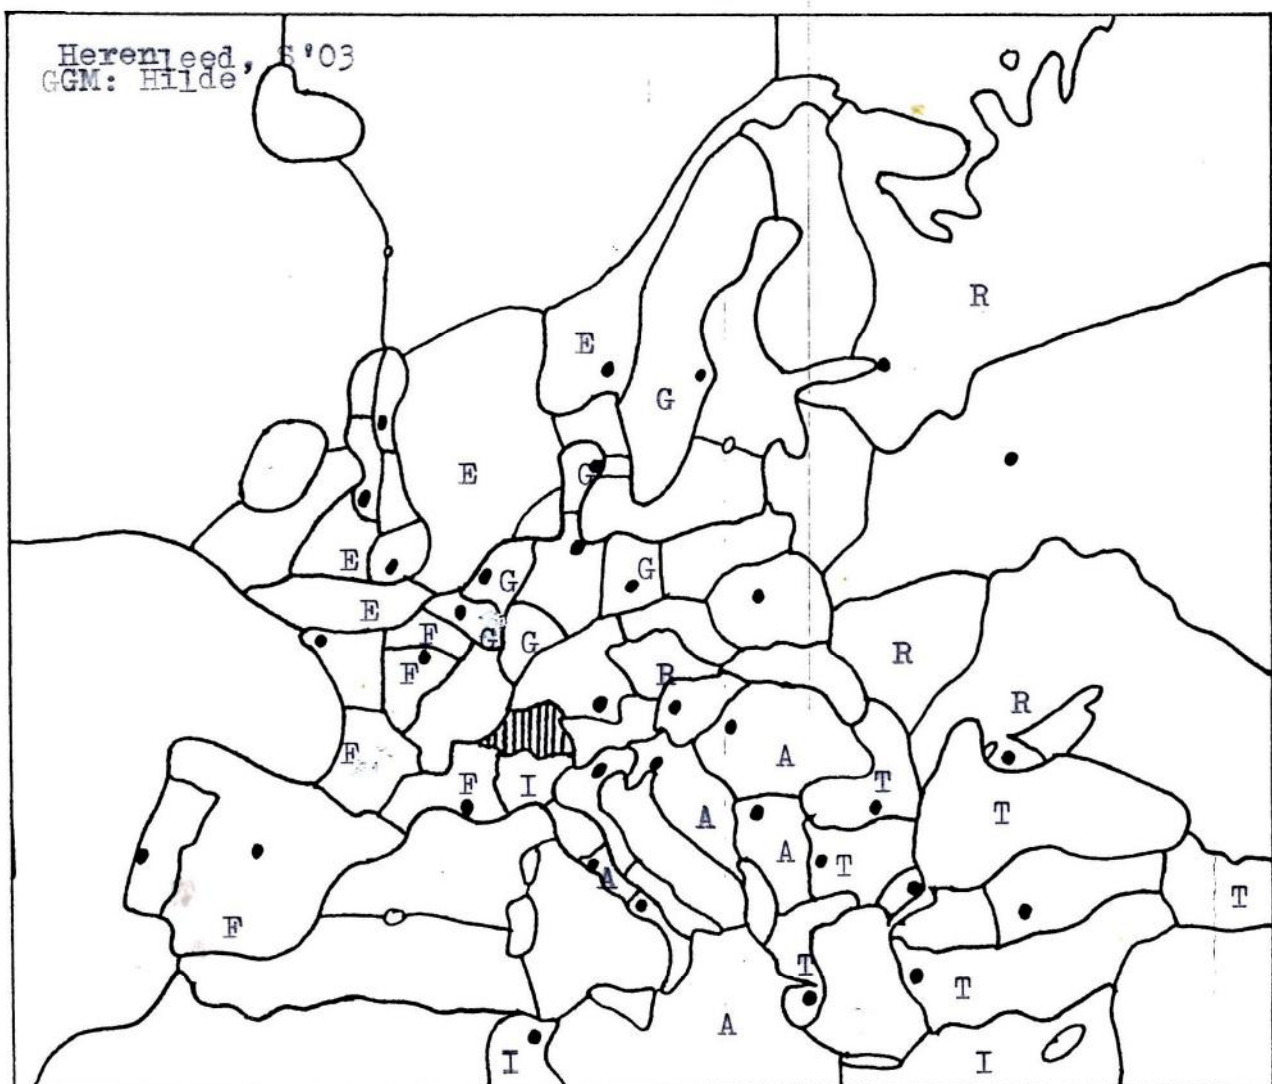 Herenleed, S'03
GGM: Hilde
R
E
G
E G
E G G
E
F G G R
F R
R
F A
F I T
A T
A T
A T
F
T
T
A
I I